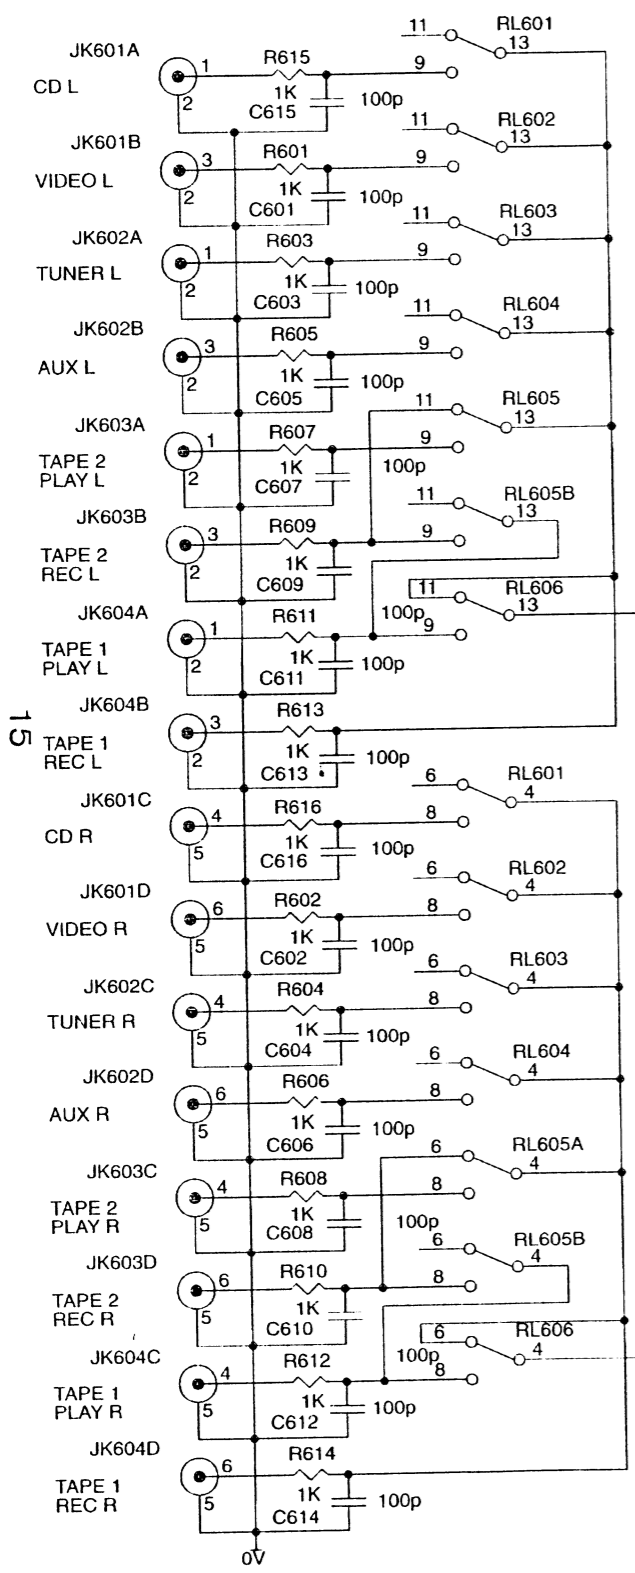 11 RL601
JK601A 13
1 R615 9
CD L 1K
2 C615 100p
11 RL602
JK601B 13
3 R601 9
VIDEO L 1K
2 C601 100p
11 RL603
JK602A 13
1 R603 9
TUNER L 1K
2 C603 100p
11 RL604
JK602B 13
3 R605 9
AUX L 1K
2 C605 100p
11 RL605
JK603A 13
1 R607 9
TAPE 2 1K 100p
PLAY L 2 C607
11 RL605B
JK603B 13
3 R609 9
TAPE 2 1K
REC L 2 C609
11 RL606
JK604A 100p 13
1 R611 9
TAPE 1 1K 100p
PLAY L 2 C611
JK604B
3 R613
15
TAPE 1 1K 100p
REC L 2 C613
6 RL601
JK601C 4
4 R616 8
CD R 1K
5 C616 100p
6 RL602
JK601D 4
6 R602 8
VIDEO R 1K
5 C602 100p
6 RL603
JK602C 4
4 R604 8
TUNER R 1K
5 C604 100p
6 RL604
JK602D 4
6 R606 8
AUX R 1K
5 C606 100p
6 RL605A
JK603C 4
4 R608 8
TAPE 2 1K
PLAY R 5 C608 100p
6 RL605B
JK603D 4
6 R610 8
TAPE 2 1K
REC R 5 C610
6 RL606
JK604C 100p 4
4 R612 8
TAPE 1 1K 100p
PLAY R 5 C612
JK604D
6 R614
TAPE 1 1K 100p
REC R 5 C614
0V